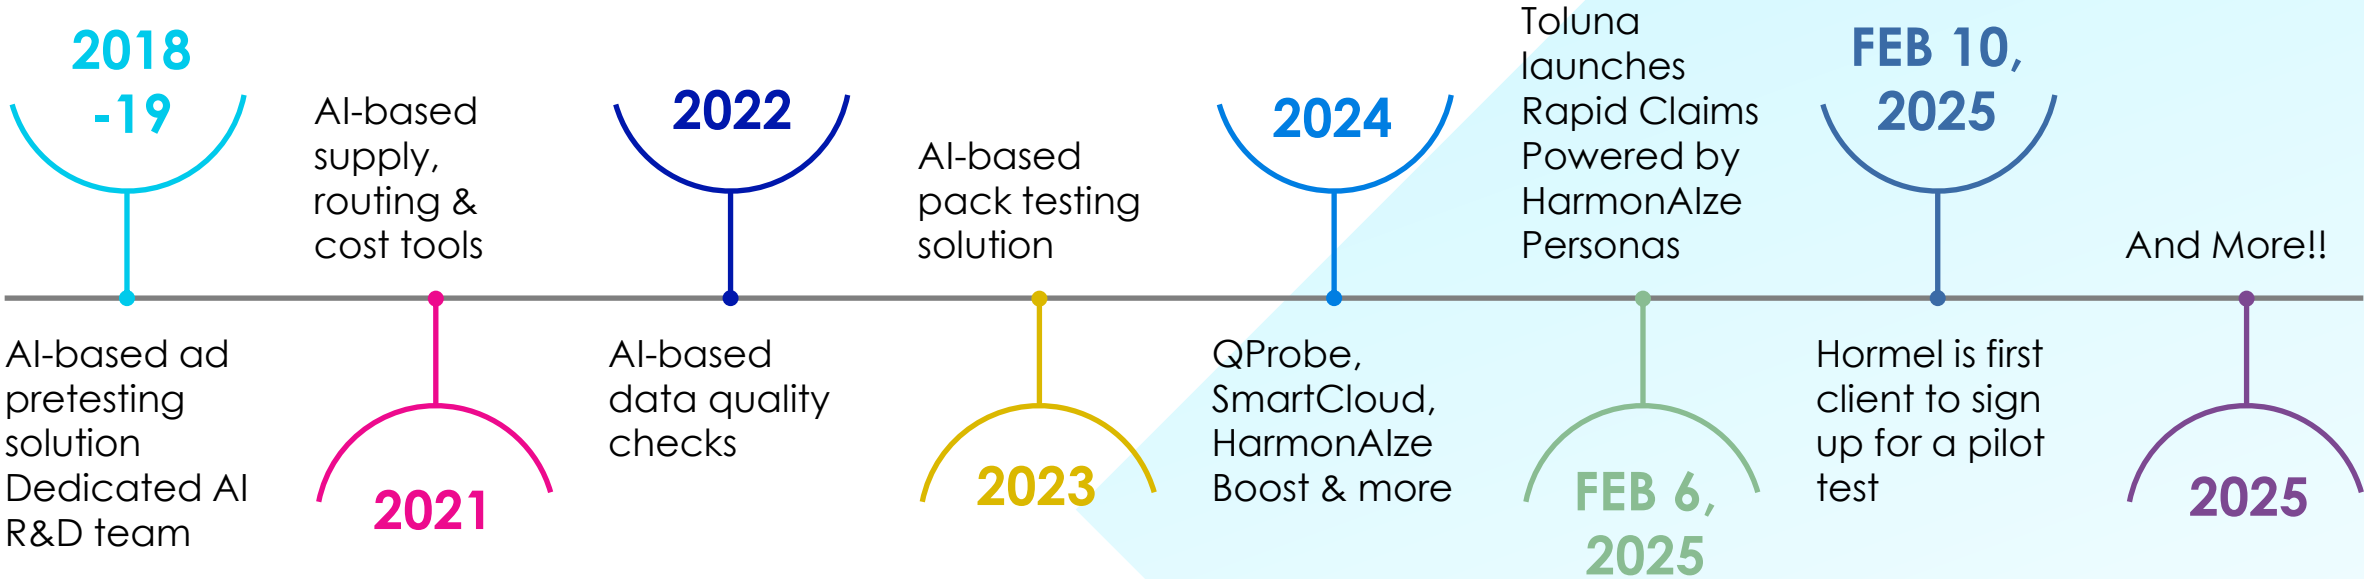 2018
-19
AI-based ad
pretesting
solution
Dedicated AI
R&D team
AI-based
supply,
routing &
cost tools
2021
2022
AI-based
data quality
checks
AI-based
pack testing
solution
2023
2024
QProbe,
SmartCloud,
HarmonAIze
Boost & more
Toluna
launches
Rapid Claims
Powered by
HarmonAIze
Personas
FEB 6,
2025
FEB 10,
2025
Hormel is first
client to sign
up for a pilot
test
And More!!
2025